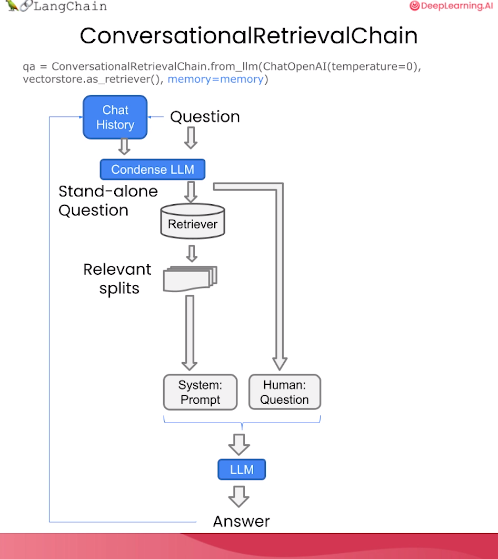 LangChain
DeepLearning.AI
ConversationalRetrievalChain
qa = ConversationalRetrievalChain.from_llm(ChatOpenAI(temperature=0),
vectorstore.as_retriever(), memory=memory)
Chat
History
Question
Condense LLM
Stand-alone
Question
Retriever
Relevant
splits
System:
Prompt
Human:
Question
LLM
Answer